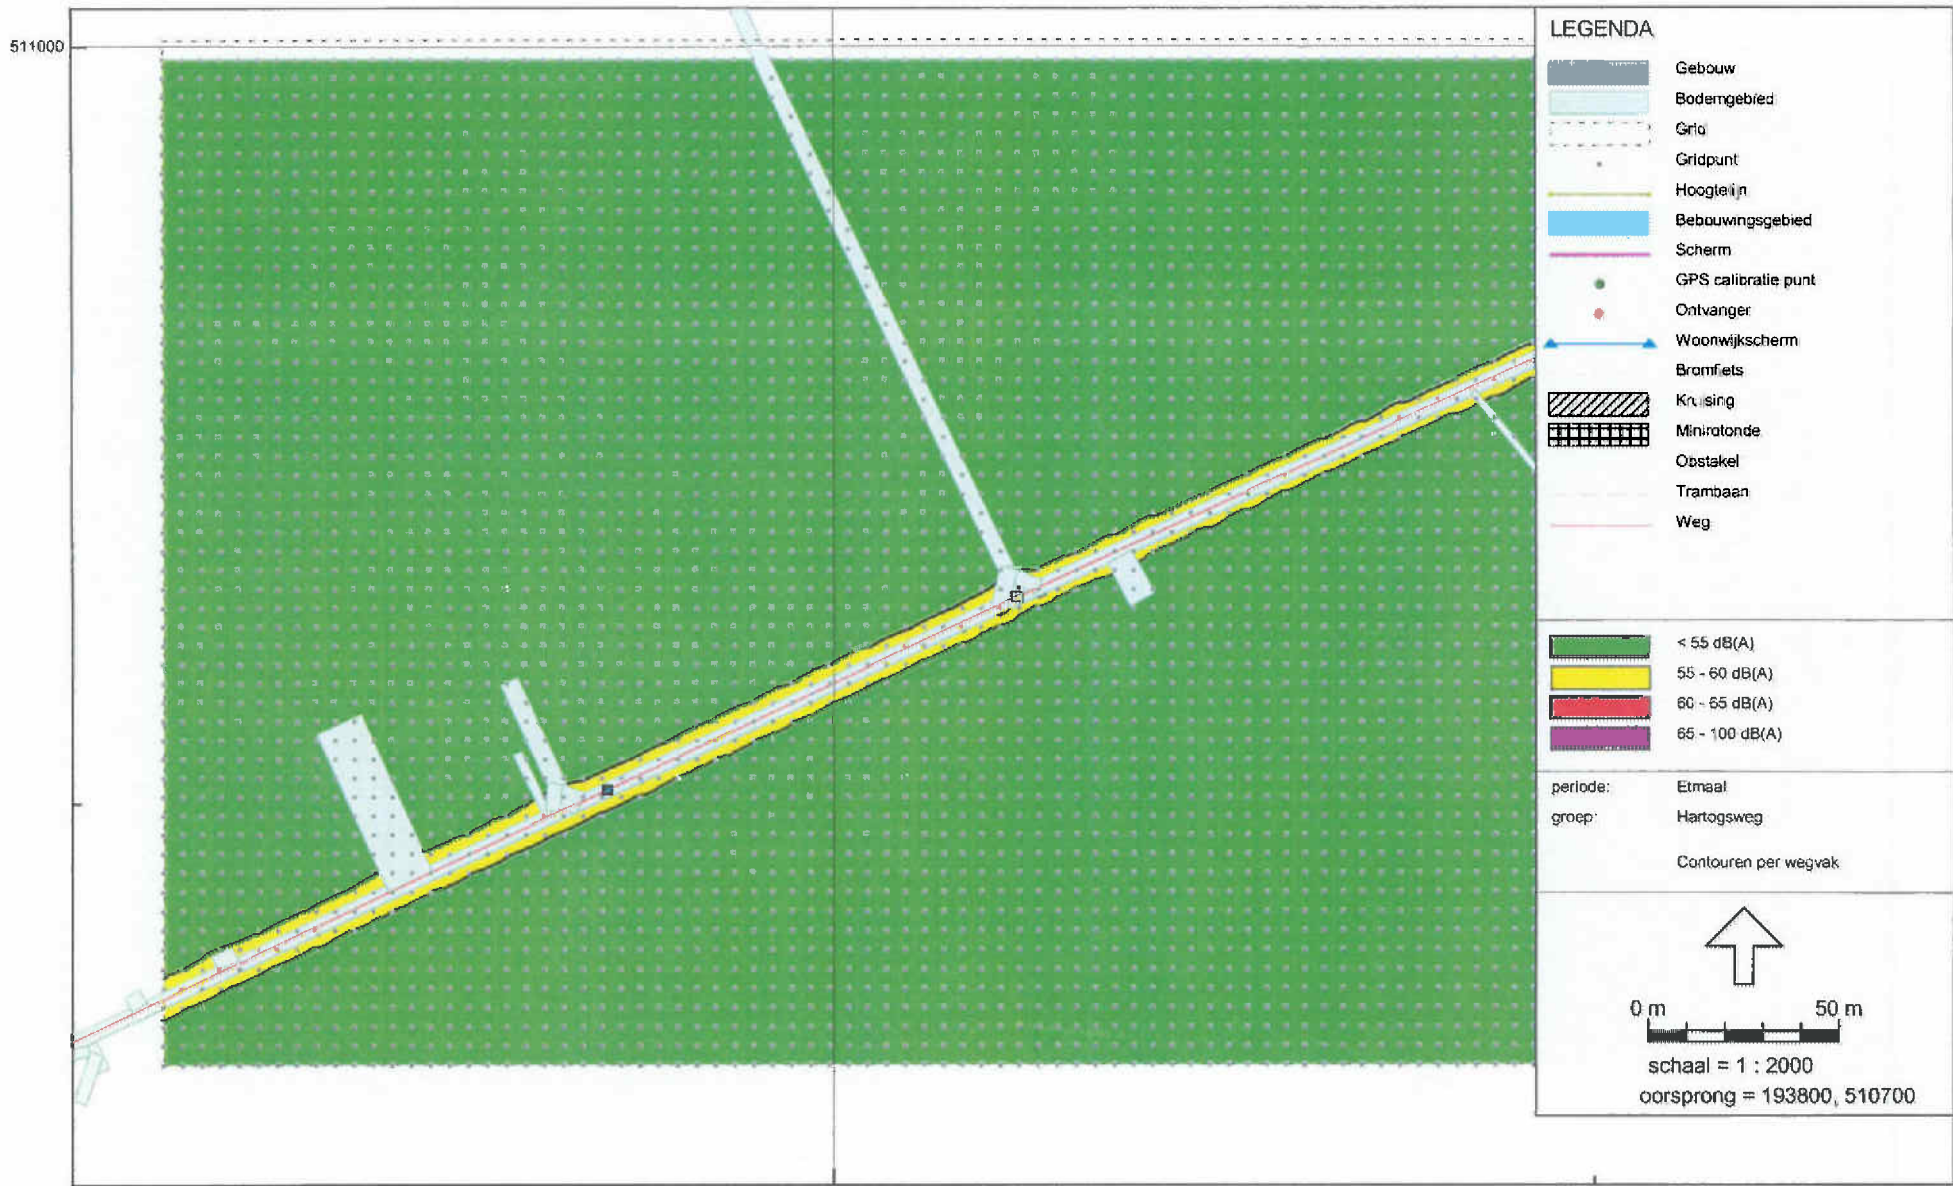 511000
LEGENDA
Gebouw
Bodemgebied
Grid
Gridpunt
Hoogtelijn
Bebouwingsgebied
Scherm
GPS calibratie punt
Ontvanger
Woonwijkscherm
Bromfiets
Kruising
Minirotonde
Obstakel
Trambaan
Weg
< 55 dB(A)
55 - 60 dB(A)
60 - 65 dB(A)
65 - 100 dB(A)
periode: Etmaal
groep: Hartogsweg
Contouren per wegvak
0 m 50 m
schaal = 1 : 2000
oorsprong = 193800, 510700